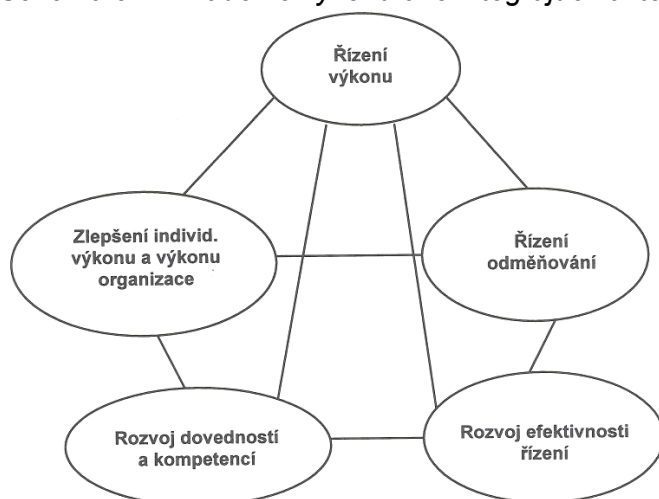 Řízení
výkonu
Zlepšení individ.
výkonu a výkonu
organizace
Řízení
odměňování
Rozvoj dovedností
a kompetencí
Rozvoj efektivnosti
řízení